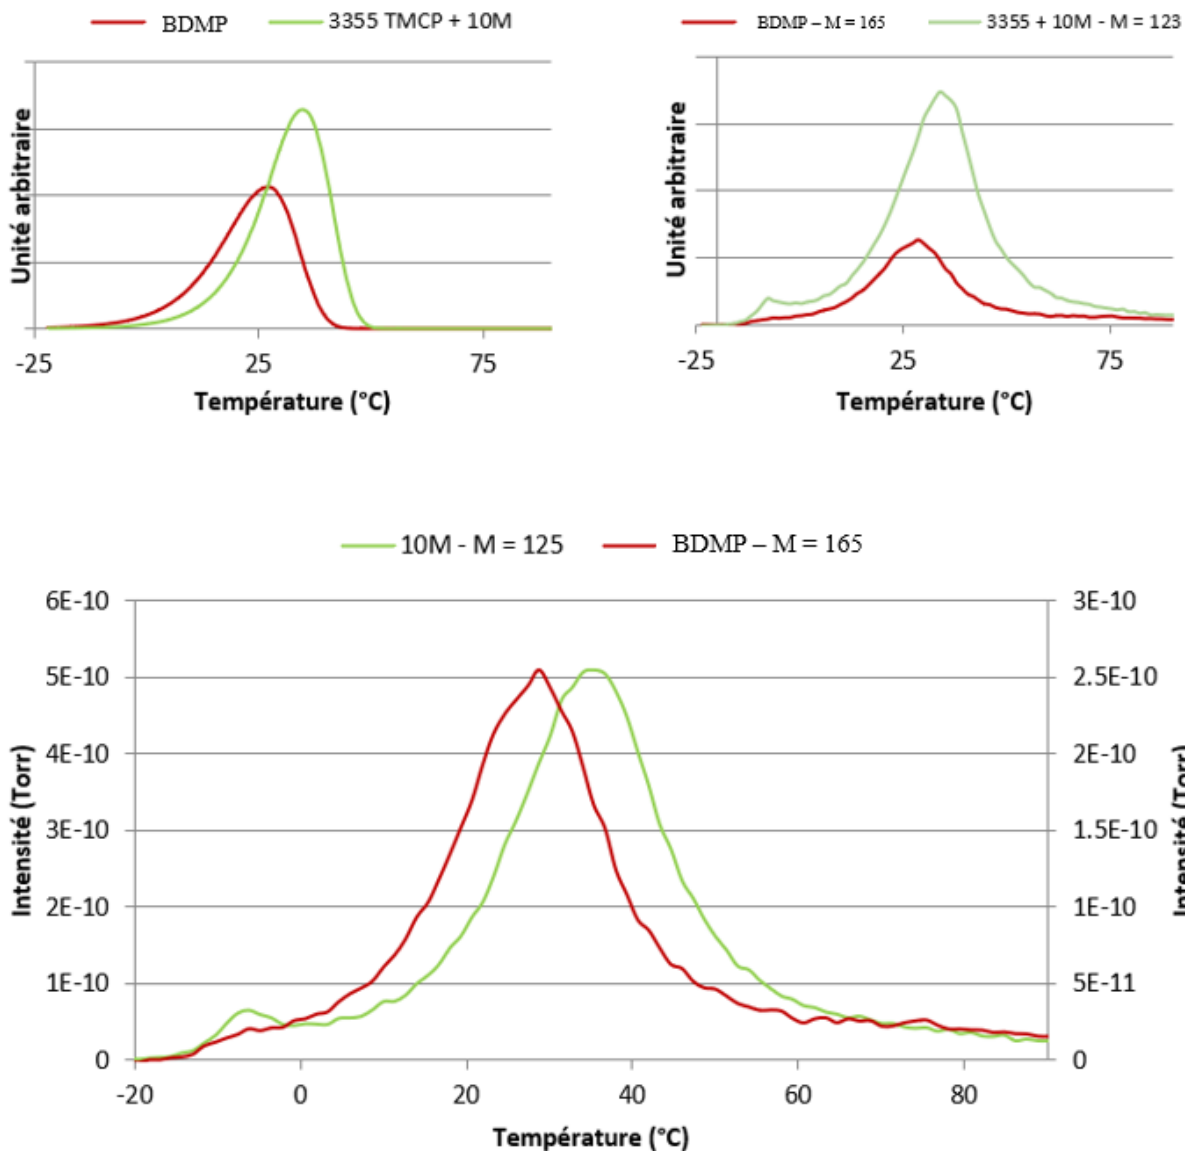 BDMP 3355 TMCP + 10M
Unité arbitraire
-25 25 75
Température (°C)
BDMP – M = 165 3355 + 10M - M = 123
Unité arbitraire
-25 25 75
Température (°C)
10M - M = 125 BDMP – M = 165
6E-10 3E-10
5E-10 2.5E-10
4E-10 2E-10
3E-10 1.5E-10
2E-10 1E-10
1E-10 5E-11
0 0
Intensité (Torr)
Intensité (Torr)
-20 0 20 40 60 80
Température (°C)